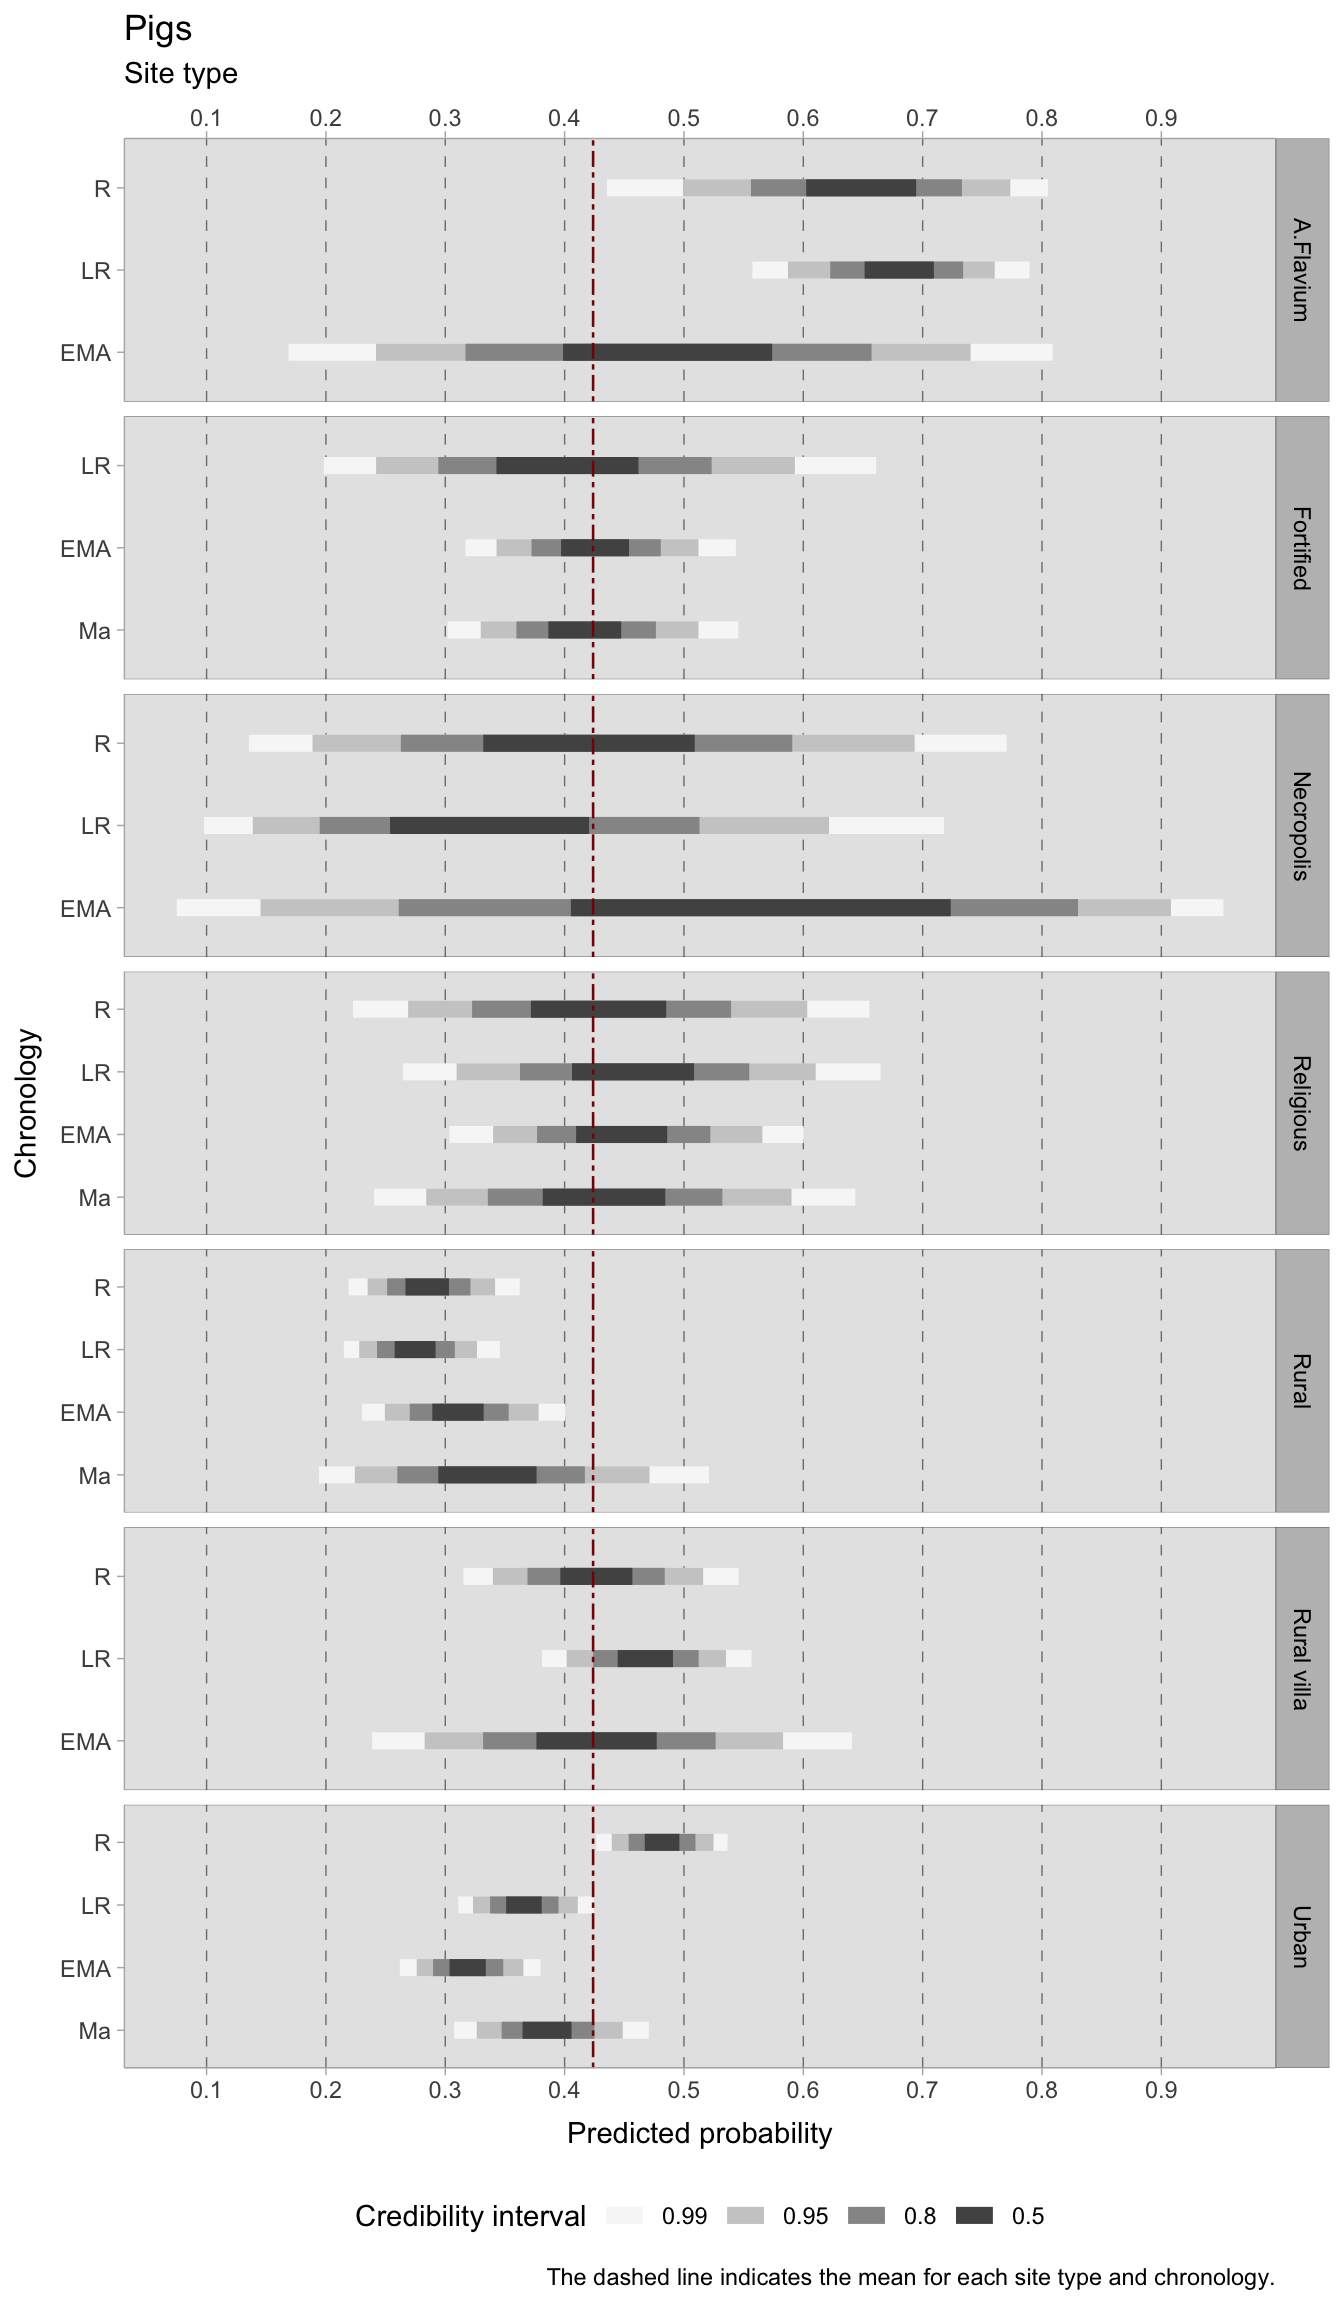 Pigs
Site type
0.1 0.2 0.3 0.4 0.5 0.6 0.7 0.8 0.9
R
LR
EMA
A.Flavium
LR
EMA
Ma
Fortified
R
LR
EMA
Necropolis
Chronology
R
LR
EMA
Ma
Religious
R
LR
EMA
Ma
Rural
R
LR
EMA
Rural villa
R
LR
EMA
Ma
Urban
0.1 0.2 0.3 0.4 0.5 0.6 0.7 0.8 0.9
Predicted probability
Credibility interval 0.99 0.95 0.8 0.5
The dashed line indicates the mean for each site type and chronology.